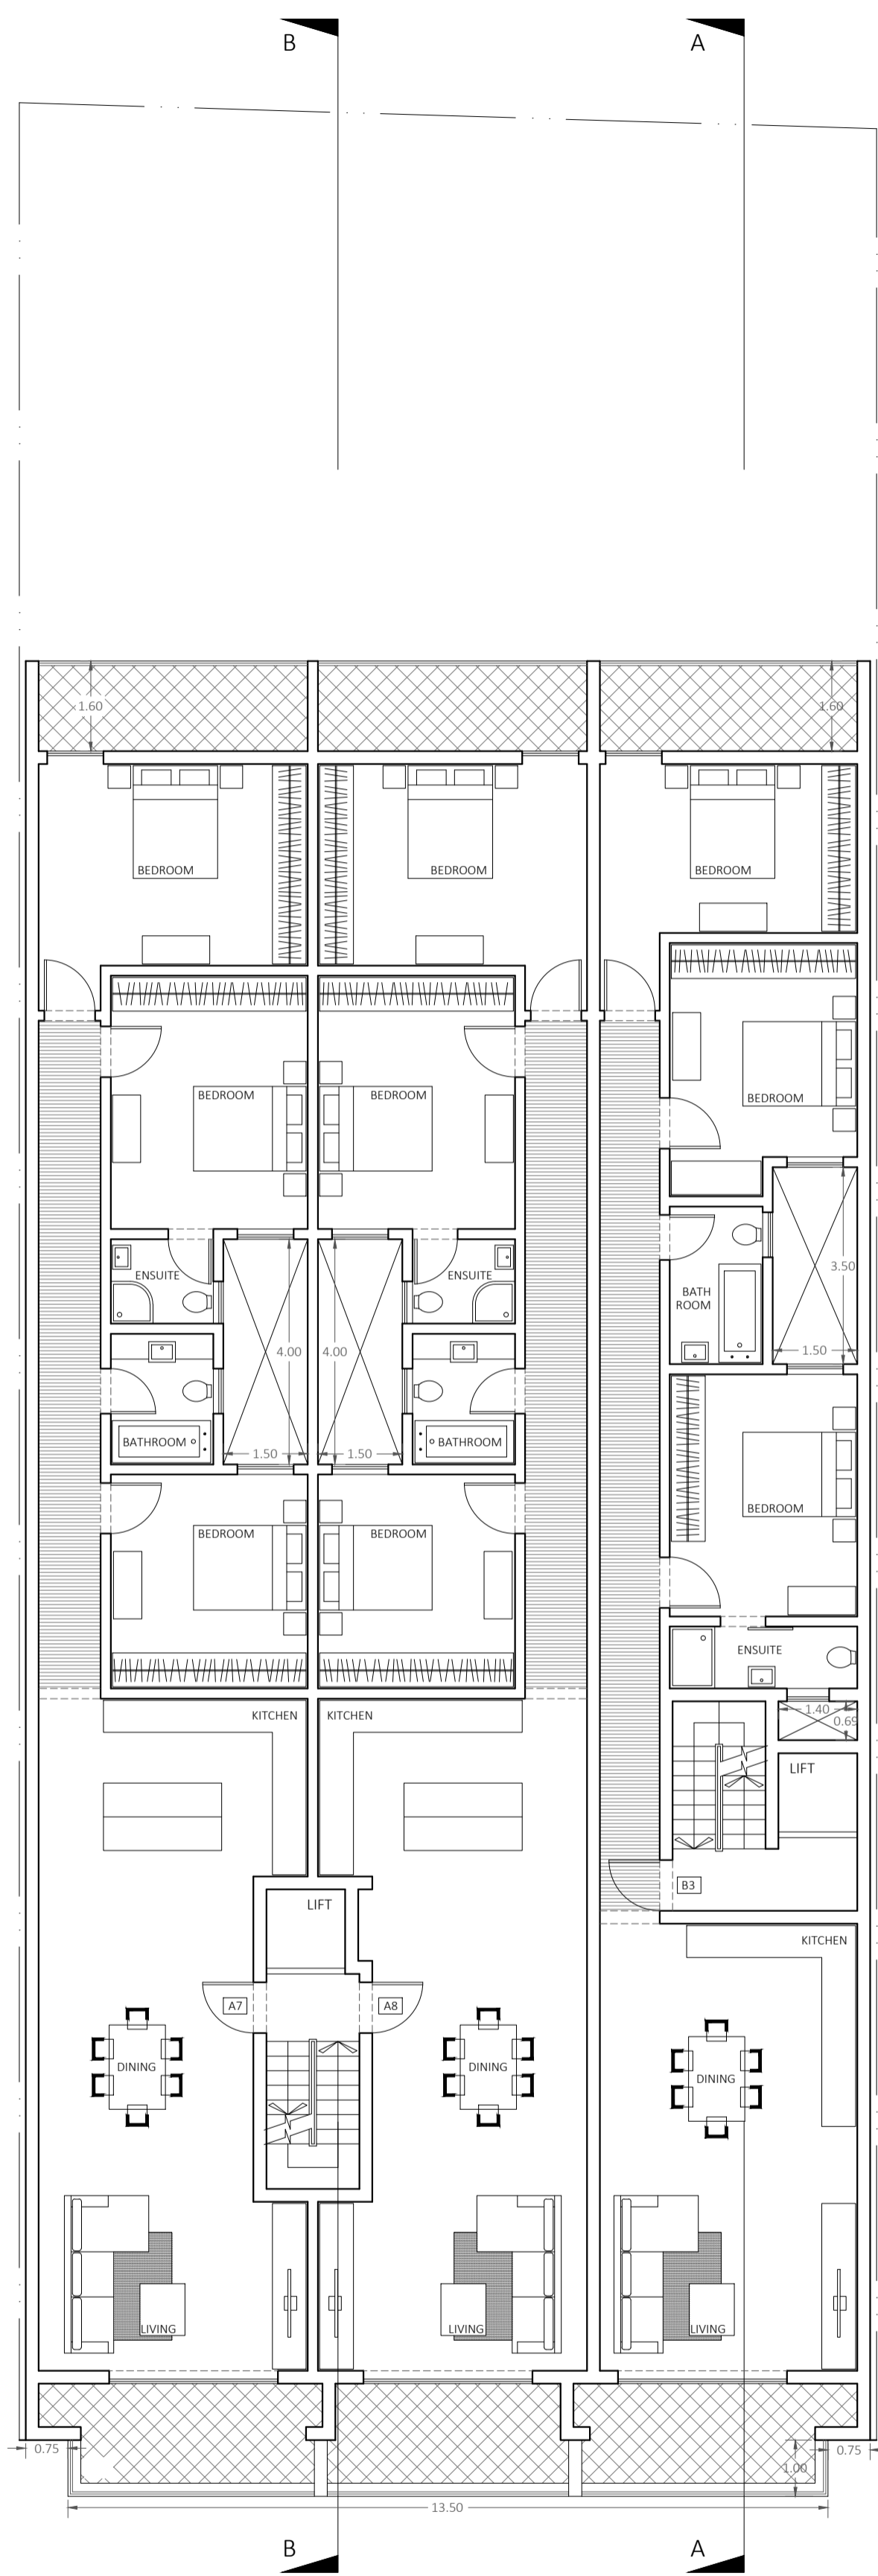 B
A
1.60
1.60
BEDROOM
BEDROOM
BEDROOM
BEDROOM
BEDROOM
BEDROOM
ENSUITE
ENSUITE
BATH
ROOM
3.50
1.50
4.00
4.00
BATHROOM
BATHROOM
1.50
1.50
BEDROOM
BEDROOM
BEDROOM
ENSUITE
KITCHEN
KITCHEN
1.40
0.69
LIFT
LIFT
B3
KITCHEN
A7
A8
DINING
DINING
DINING
LIVING
LIVING
LIVING
0.75
0.75
1.00
13.50
B
A